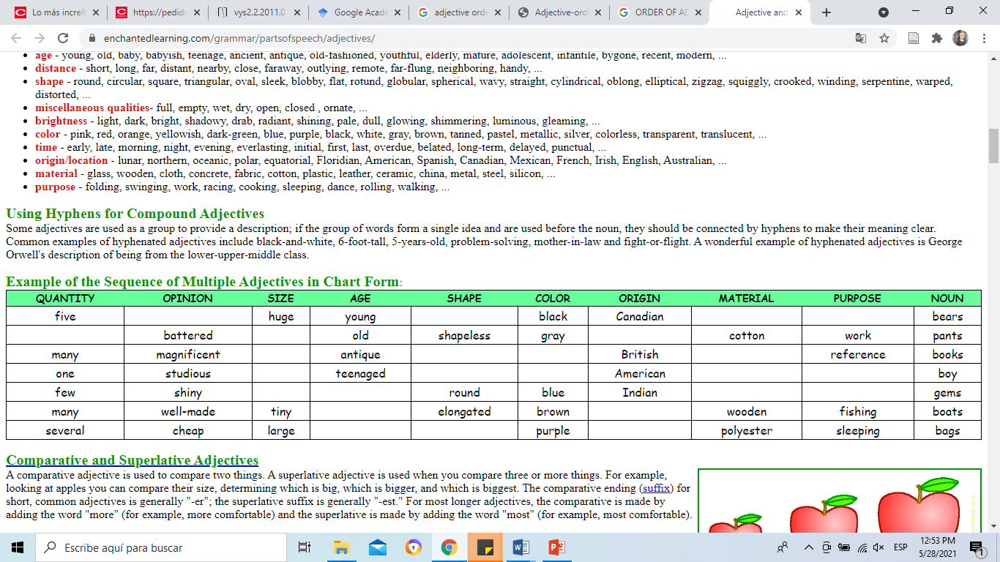 Lo más increíb
https://pedido
vys2.2.2011.0
Google Acadé
adjective orde
Adjective-ord
ORDER OF AD
Adjective and
enchantedlearning.com/grammar/partsofspeech/adjectives/
age - young, old, baby, babyish, teenage, ancient, antique, old-fashioned, youthful, elderly, mature, adolescent, infantile, bygone, recent, modern, ...
distance - short, long, far, distant, nearby, close, faraway, outlying, remote, far-flung, neighboring, handy, ...
shape - round, circular, square, triangular, oval, sleek, blobby, flat, rotund, globular, spherical, wavy, straight, cylindrical, oblong, elliptical, zigzag, squiggly, crooked, winding, serpentine, warped,
distorted, ...
miscellaneous qualities- full, empty, wet, dry, open, closed , ornate, ...
brightness - light, dark, bright, shadowy, drab, radiant, shining, pale, dull, glowing, shimmering, luminous, gleaming, ...
color - pink, red, orange, yellowish, dark-green, blue, purple, black, white, gray, brown, tanned, pastel, metallic, silver, colorless, transparent, translucent, ...
time - early, late, morning, night, evening, everlasting, initial, first, last, overdue, belated, long-term, delayed, punctual, ...
origin/location - lunar, northern, oceanic, polar, equatorial, Floridian, American, Spanish, Canadian, Mexican, French, Irish, English, Australian, ...
material - glass, wooden, cloth, concrete, fabric, cotton, plastic, leather, ceramic, china, metal, steel, silicon, ...
purpose - folding, swinging, work, racing, cooking, sleeping, dance, rolling, walking, ...
Using Hyphens for Compound Adjectives
Some adjectives are used as a group to provide a description; if the group of words form a single idea and are used before the noun, they should be connected by hyphens to make their meaning clear.
Common examples of hyphenated adjectives include black-and-white, 6-foot-tall, 5-years-old, problem-solving, mother-in-law and fight-or-flight. A wonderful example of hyphenated adjectives is George
Orwell's description of being from the lower-upper-middle class.
Example of the Sequence of Multiple Adjectives in Chart Form:
QUANTITY OPINION SIZE AGE SHAPE COLOR ORIGIN MATERIAL PURPOSE NOUN
five huge young black Canadian bears
battered old shapeless gray cotton work pants
many magnificent antique British reference books
one studious teenaged American boy
few shiny round blue Indian gems
many well-made tiny elongated brown wooden fishing boats
several cheap large purple polyester sleeping bags
Comparative and Superlative Adjectives
A comparative adjective is used to compare two things. A superlative adjective is used when you compare three or more things. For example,
looking at apples you can compare their size, determining which is big, which is bigger, and which is biggest. The comparative ending (suffix) for
short, common adjectives is generally "-er"; the superlative suffix is generally "-est." For most longer adjectives, the comparative is made by
adding the word "more" (for example, more comfortable) and the superlative is made by adding the word "most" (for example, most comfortable).
Escribe aquí para buscar
ESP
12:53 PM
5/28/2021
1